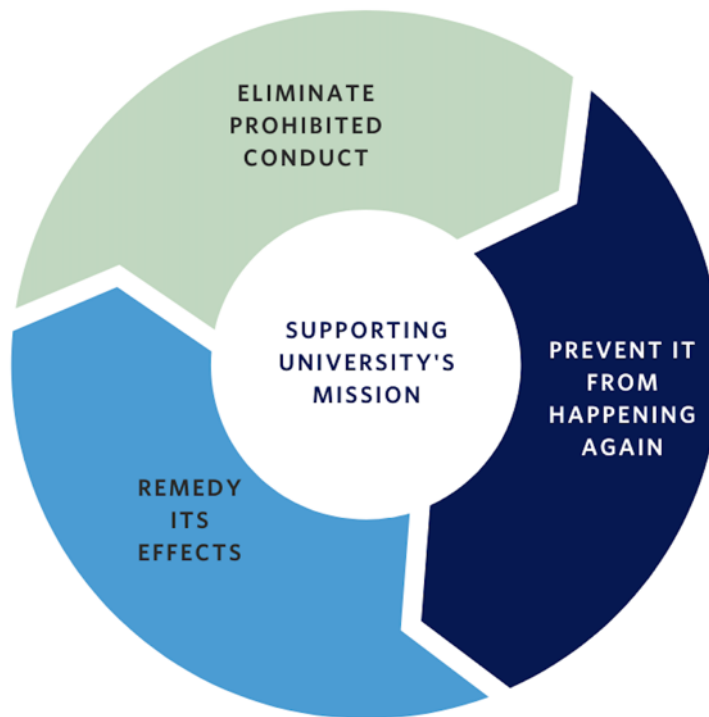 ELIMINATE
PROHIBITED
CONDUCT
SUPPORTING
UNIVERSITY'S
MISSION
PREVENT IT
FROM
HAPPENING
AGAIN
REMEDY
ITS
EFFECTS